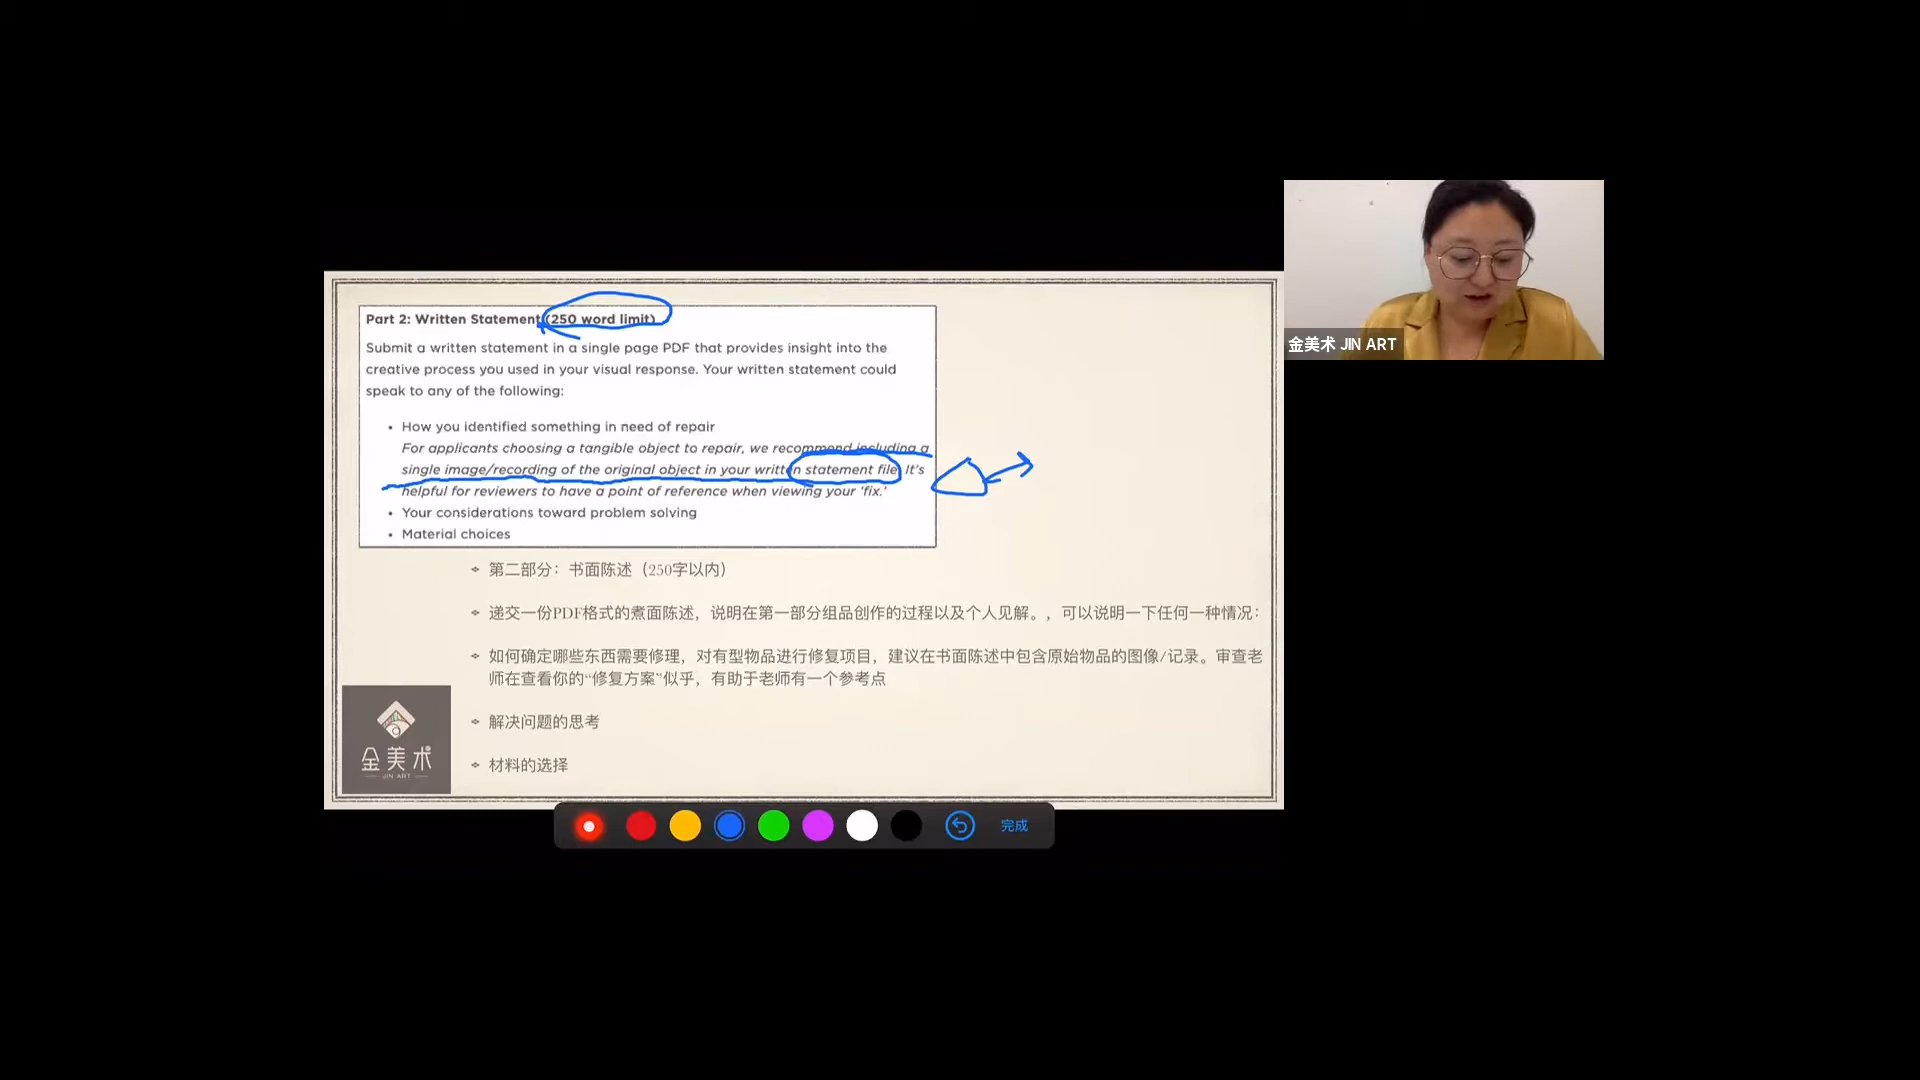 Part 2: Written Statement (250 word limit)
Submit a written statement in a single page PDF that provides insight into the
creative process you used in your visual response. Your written statement could
speak to any of the following:
• How you identified something in need of repair
For applicants choosing a tangible object to repair, we recommend including a
single image/recording of the original object in your written statement file. It's
helpful for reviewers to have a point of reference when viewing your ‘fix.’
• Your considerations toward problem solving
• Material choices
第二部分：书面陈述（250字以内）
递交一份PDF格式的煮面陈述，说明在第一部分组品创作的过程以及个人见解。，可以说明一下任何一种情况：
如何确定哪些东西需要修理，对有型物品进行修复项目，建议在书面陈述中包含原始物品的图像/记录。审查老
师在查看你的“修复方案”似乎，有助于老师有一个参考点
解决问题的思考
材料的选择
金美术
JIN ART
金美术 JIN ART
完成